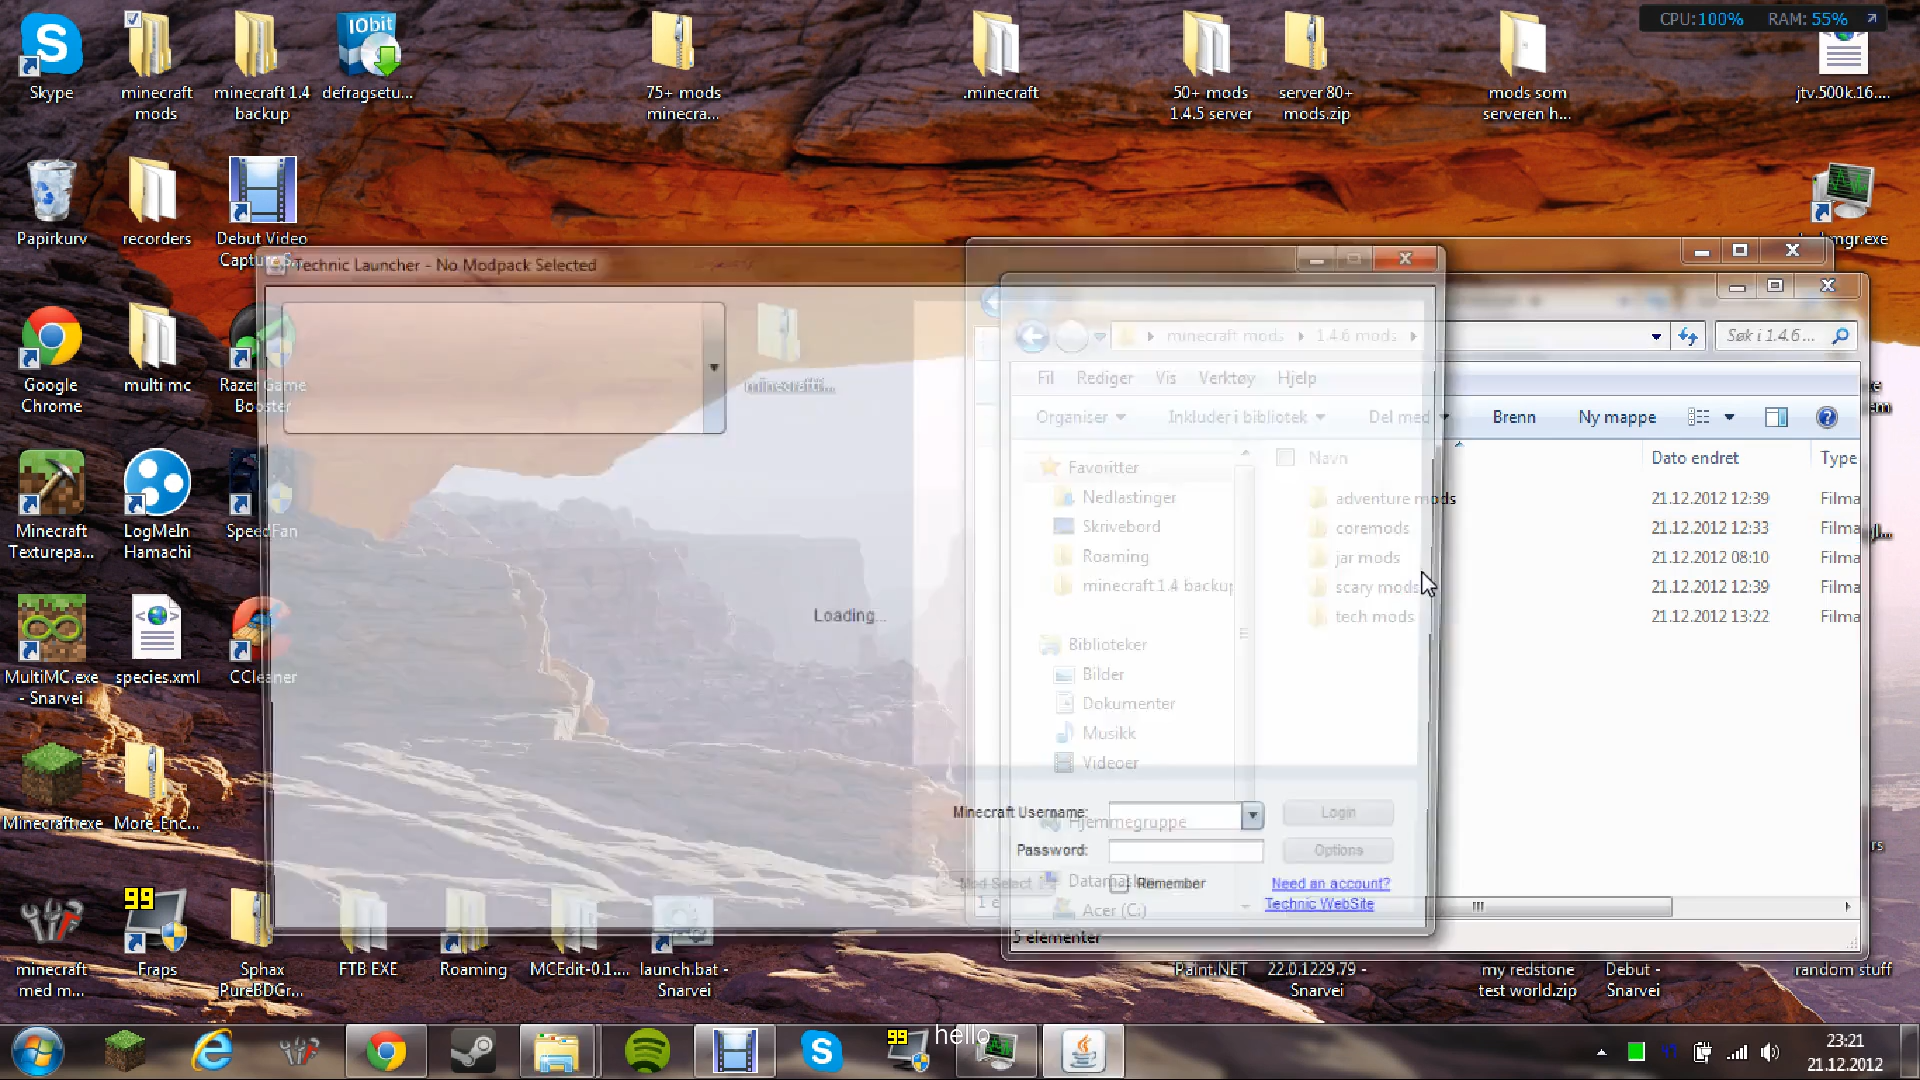 CPU:100% RAM: 55%
Skype
minecraft mods
minecraft 1.4 backup
defragsetu...
75+ mods minecra...
.minecraft
50+ mods 1.4.5 server
server 80+ mods.zip
mods som serveren h...
jtv.500k.16....
Papirkurv
recorders
Debut Video Capture S...
mgr.exe
Technic Launcher - No Modpack Selected
Google Chrome
multi mc
Razer Game Booster
minecraft 1.4 backup
minecraft mods
1.4.6 mods
Søk i 1.4.6 ...
Fil Rediger Vis Verktøy Hjelp
Organiser Inkluder i bibliotek Del med Brenn Ny mappe
Favoritter
Navn Dato endret Type
Nedlastinger
adventure mods 21.12.2012 12:39 Filma
Skrivebord
coremods 21.12.2012 12:33 Filma
Roaming
jar mods 21.12.2012 08:10 Filma
scary mods 21.12.2012 12:39 Filma
tech mods 21.12.2012 13:22 Filma
Minecraft Texturepa...
LogMeIn Hamachi
SpeedFan
Loading...
Biblioteker
Bilder
Dokumenter
Musikk
Videoer
MultiMC.exe - Snarvei
species.xml
CCleaner
Minecraft.exe
More_Enc...
Minecraft Username:
Hjemmegruppe
Login
Password:
Options
Mod Select
Remember
Need an account?
Technic WebSite
Acer (C:)
5 elementer
minecraft med m...
99
Fraps
Sphax PureBDGr...
FTB EXE
Roaming
MCEdit-0.1....
launch.bat - Snarvei
Paint.NET
22.0.1229.79 - Snarvei
my redstone test world.zip
Debut - Snarvei
random stuff
99
hello
23:21
21.12.2012